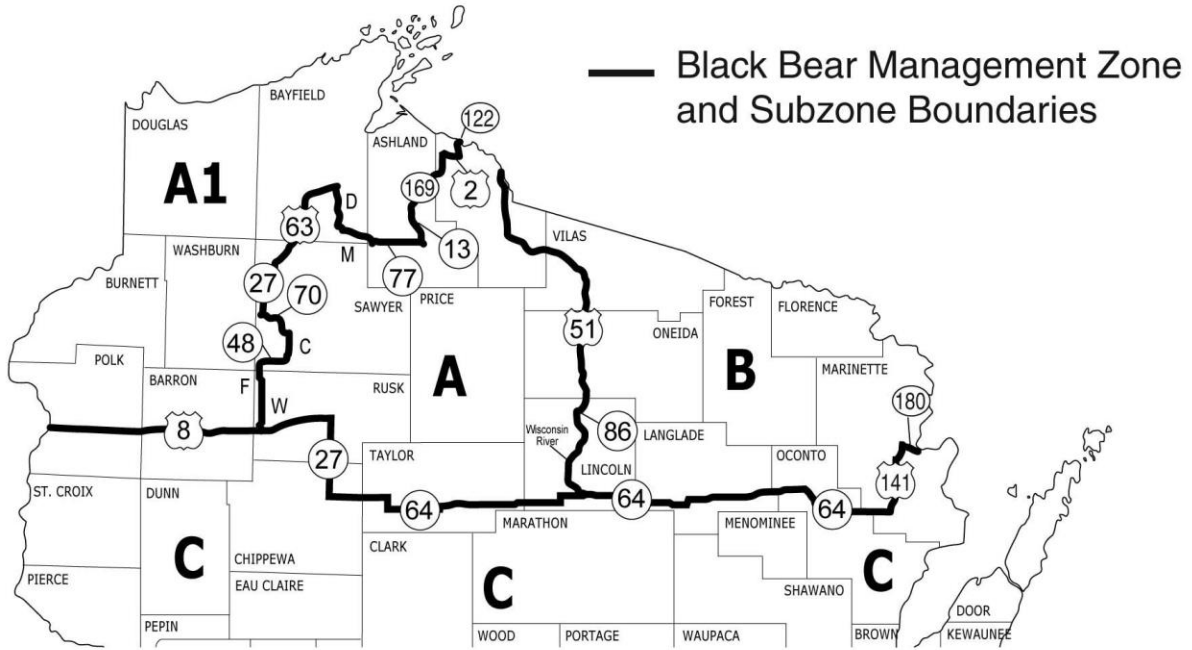 Black Bear Management Zone
and Subzone Boundaries
BAYFIELD
DOUGLAS
122
ASHLAND
A1
169
2
D
63
13
VILAS
WASHBURN
M
77
BURNETT
27
70
SAWYER
PRICE
FOREST
FLORENCE
51
ONEIDA
48
C
POLK
A
B
MARINETTE
BARRON
F
RUSK
W
180
8
Wisconsin
River
86
LANGLADE
27
TAYLOR
OCONTO
LINCOLN
141
ST. CROIX
DUNN
64
64
64
MARATHON
MENOMINEE
CLARK
C
CHIPPEWA
C
C
PIERCE
EAU CLAIRE
SHAWANO
DOOR
PEPIN
WOOD
PORTAGE
WAUPACA
BROWN
KEWAUNEE